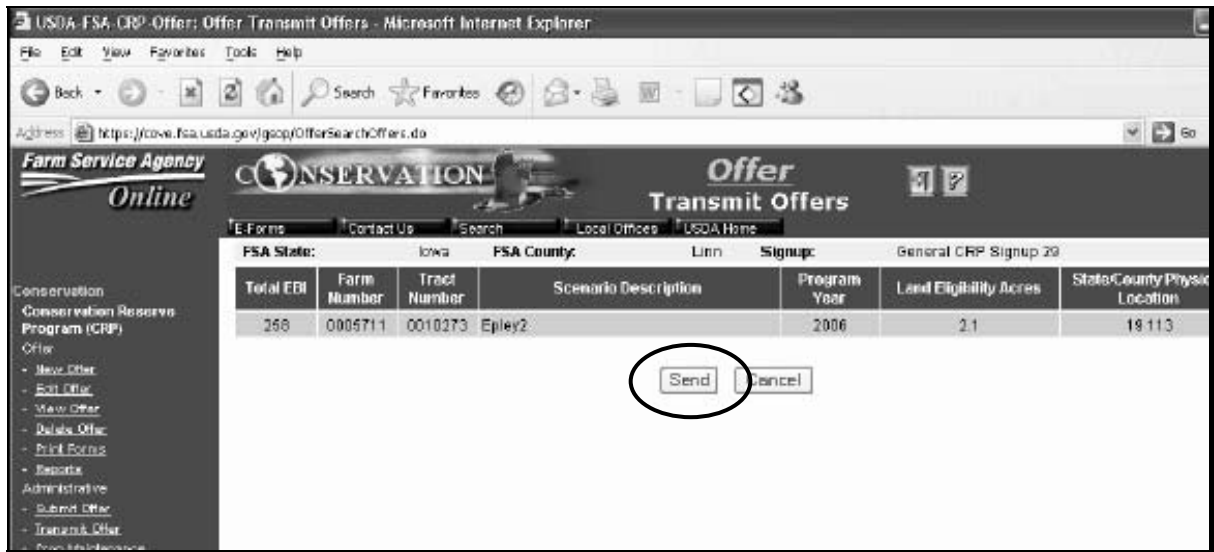 USDA-FSA-CRP-Offer: Offer Transmit Offers - Microsoft Internet Explorer
File Edit View Favorites Tools Help
Back Search Favorites
Address https://cove.fsa.usda.gov/gsop/OfferSearchOffers.do Go
Farm Service Agency
Online
CONSERVATION
Offer
Transmit Offers
E-Forms Contact Us Search Local Offices USDA Home
FSA State: Iowa FSA County: Linn Signup: General CRP Signup 29
Total EBI Farm Number Tract Number Scenario Description Program Year Land Eligibility Acres State/County Physic Location
258 0005711 0010273 Epley2 2006 2.1 19113
Send Cancel
Conservation
Conservation Reserve
Program (CRP)
Offer
- New Offer
- Edit Offer
- View Offer
- Delete Offer
- Print Forms
- Reports
Administrative
- Submit Offer
- Transmit Offer